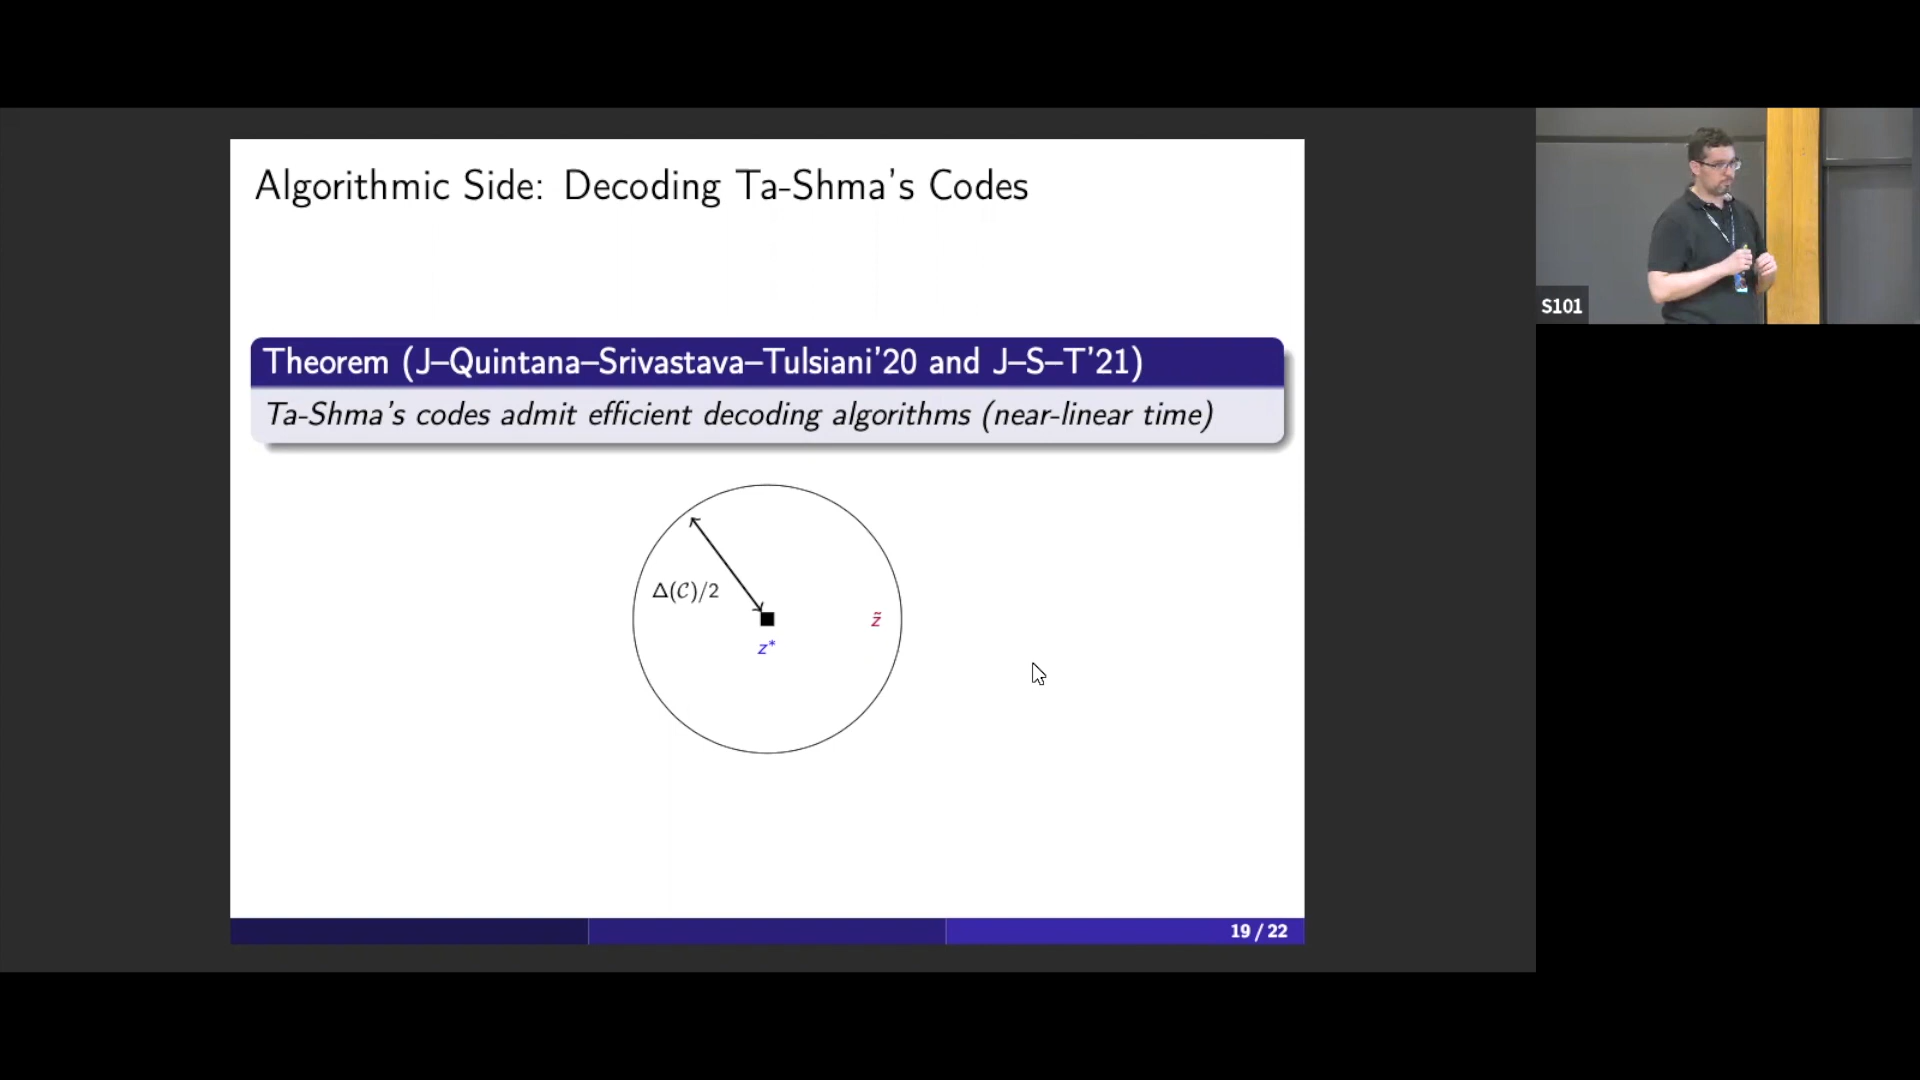 Algorithmic Side: Decoding Ta-Shma's Codes
Theorem (J–Quintana–Srivastava–Tulsiani'20 and J–S–T'21)
Ta-Shma's codes admit efficient decoding algorithms (near-linear time)
Δ(𝒞)/2
z̃
z*
S101
19 / 22